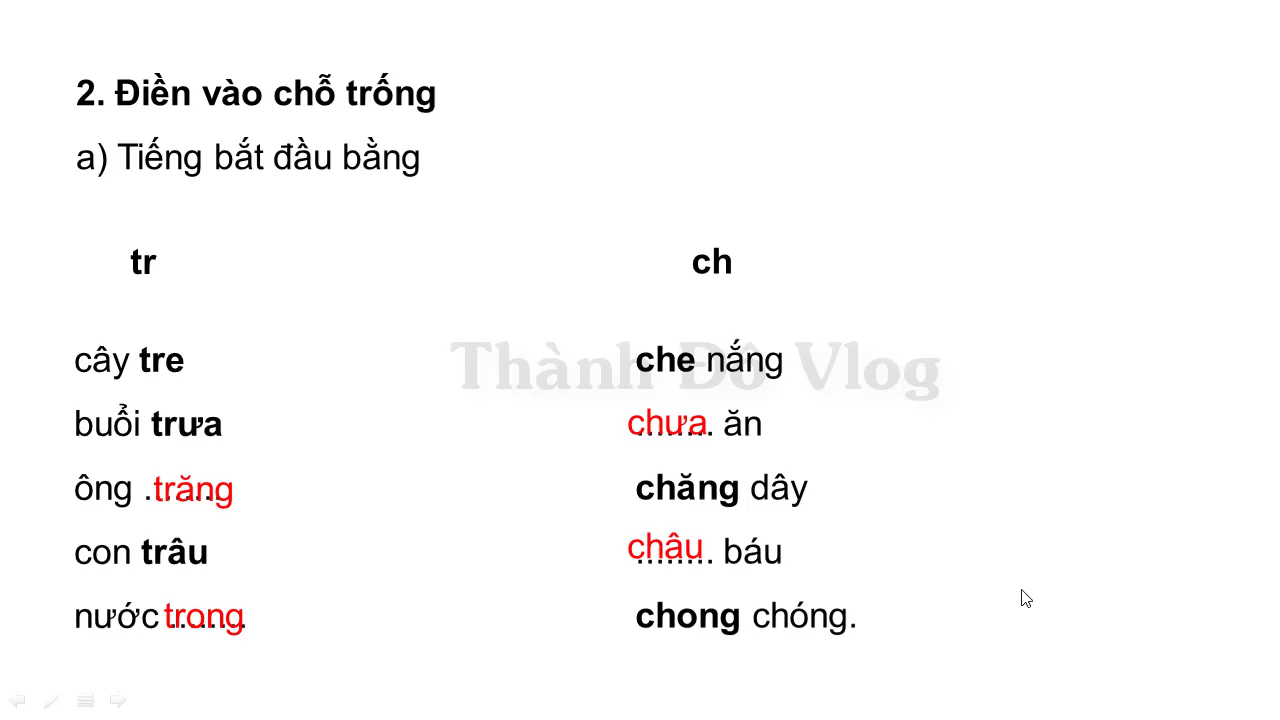 2. Điền vào chỗ trống
a) Tiếng bắt đầu bằng
tr ch
cây tre che nắng
Thành Đô Vlog
buổi trưa chưa ăn
ông .trăng chăng dây
con trâu châu báu
nước trong chong chóng.